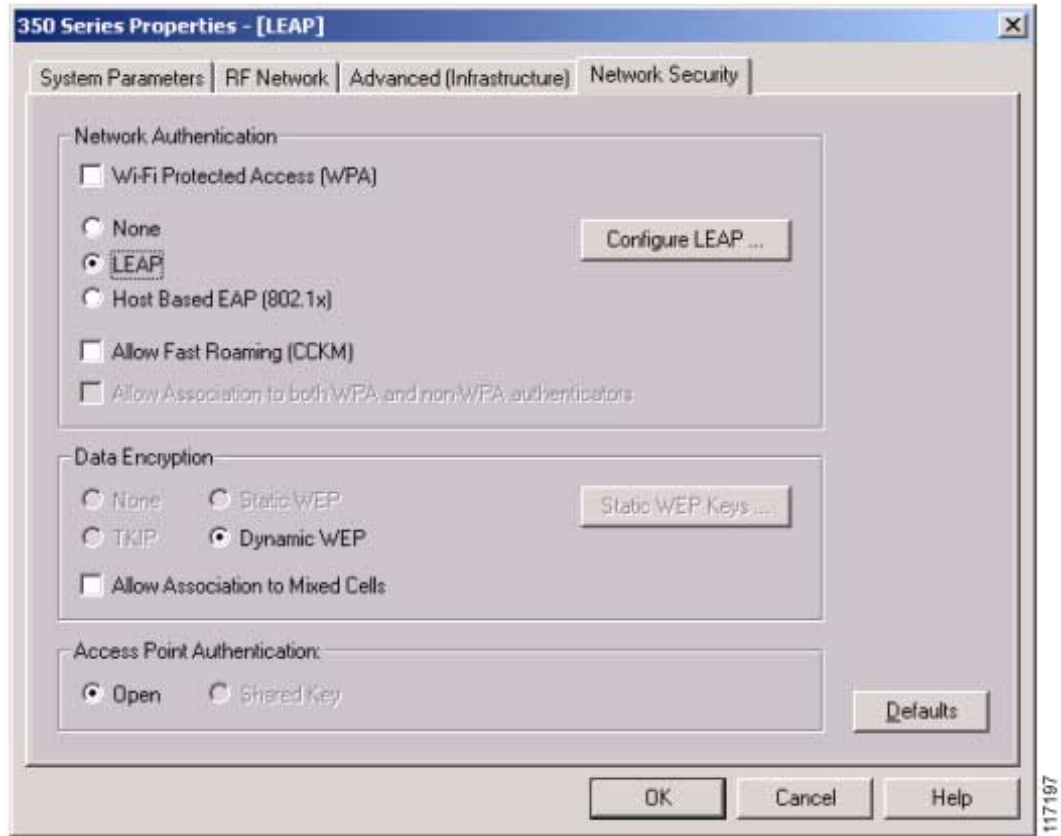 350 Series Properties - [LEAP]
System Parameters RF Network Advanced (Infrastructure) Network Security
Network Authentication
Wi-Fi Protected Access (WPA)
None
Configure LEAP ...
LEAP
Host Based EAP (802.1x)
Allow Fast Roaming (CCKM)
Allow Association to both WPA and non-WPA authenticators
Data Encryption
None Static WEP
Static WEP Keys ...
TKIP Dynamic WEP
Allow Association to Mixed Cells
Access Point Authentication:
Open Shared Key
Defaults
OK Cancel Help
117197